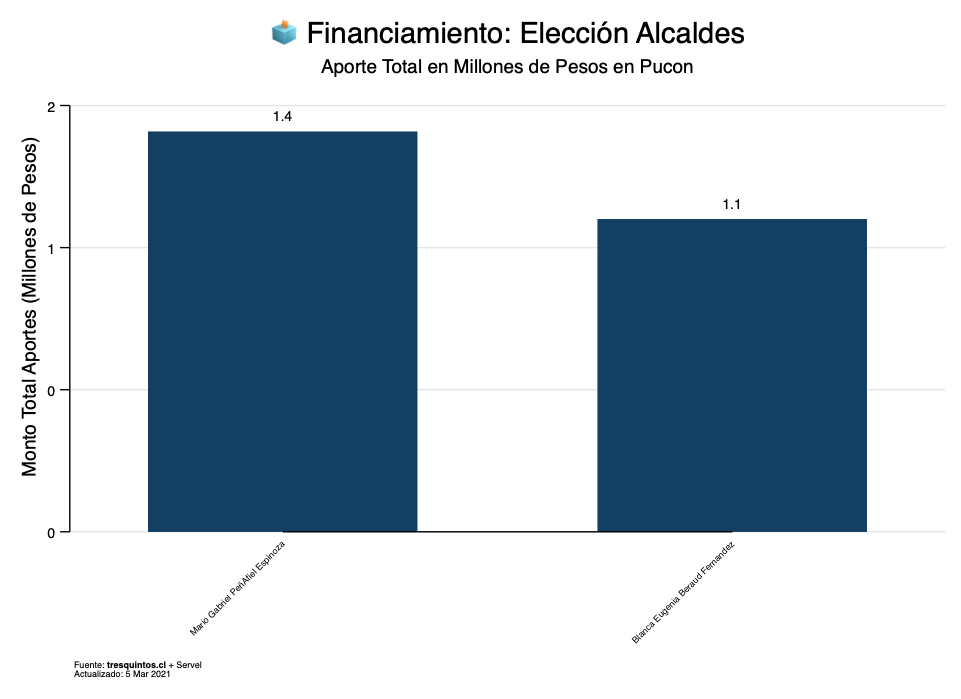 Financiamiento: Elección Alcaldes
Aporte Total en Millones de Pesos en Pucon
Monto Total Aportes (Millones de Pesos)
2
1
0
0
1.4
1.1
Mario Gabriel PeñAfiel Espinoza
Blanca Eugenia Beraud Fernandez
Fuente: tresquintos.cl + Servel
Actualizado: 5 Mar 2021